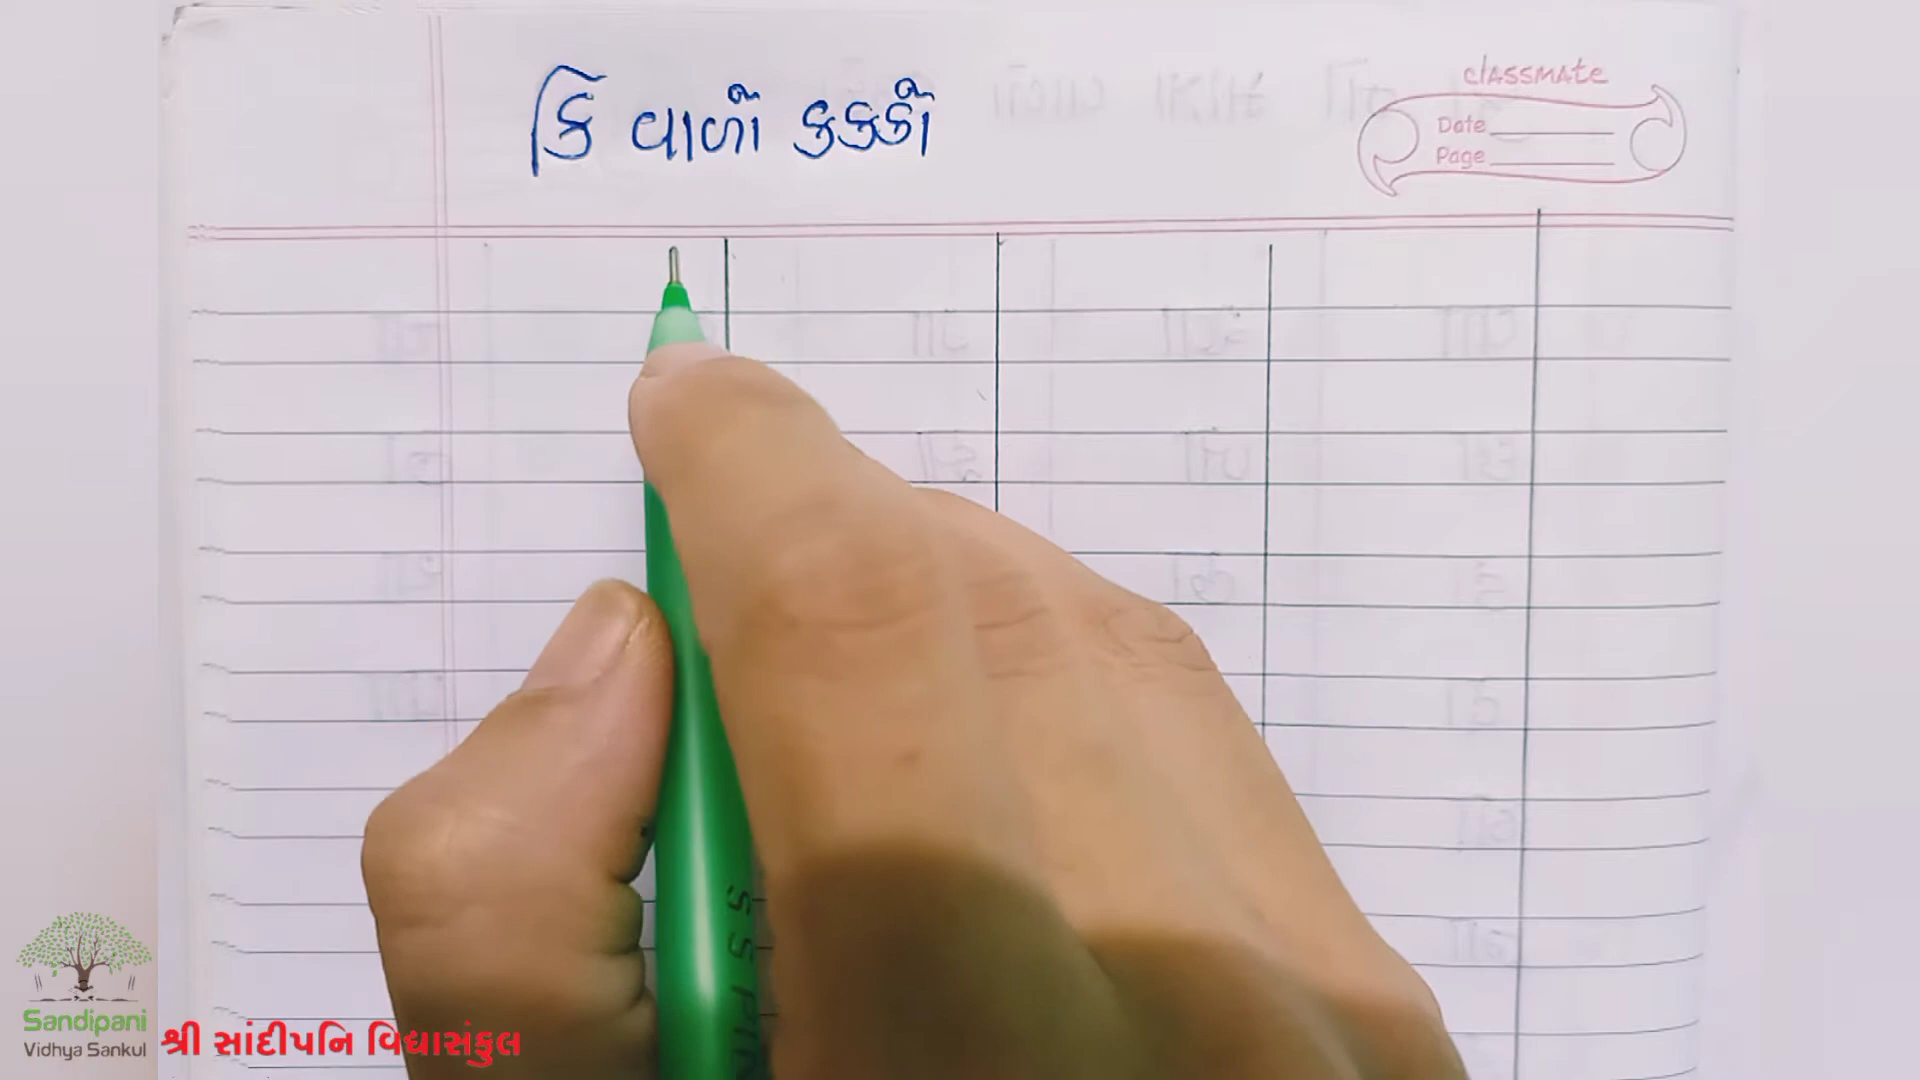 કિ વાળો કક્કો
classmate
Date
Page
Sandipani
Vidhya Sankul
શ્રી સાંદીપનિ વિદ્યાસંકુલ